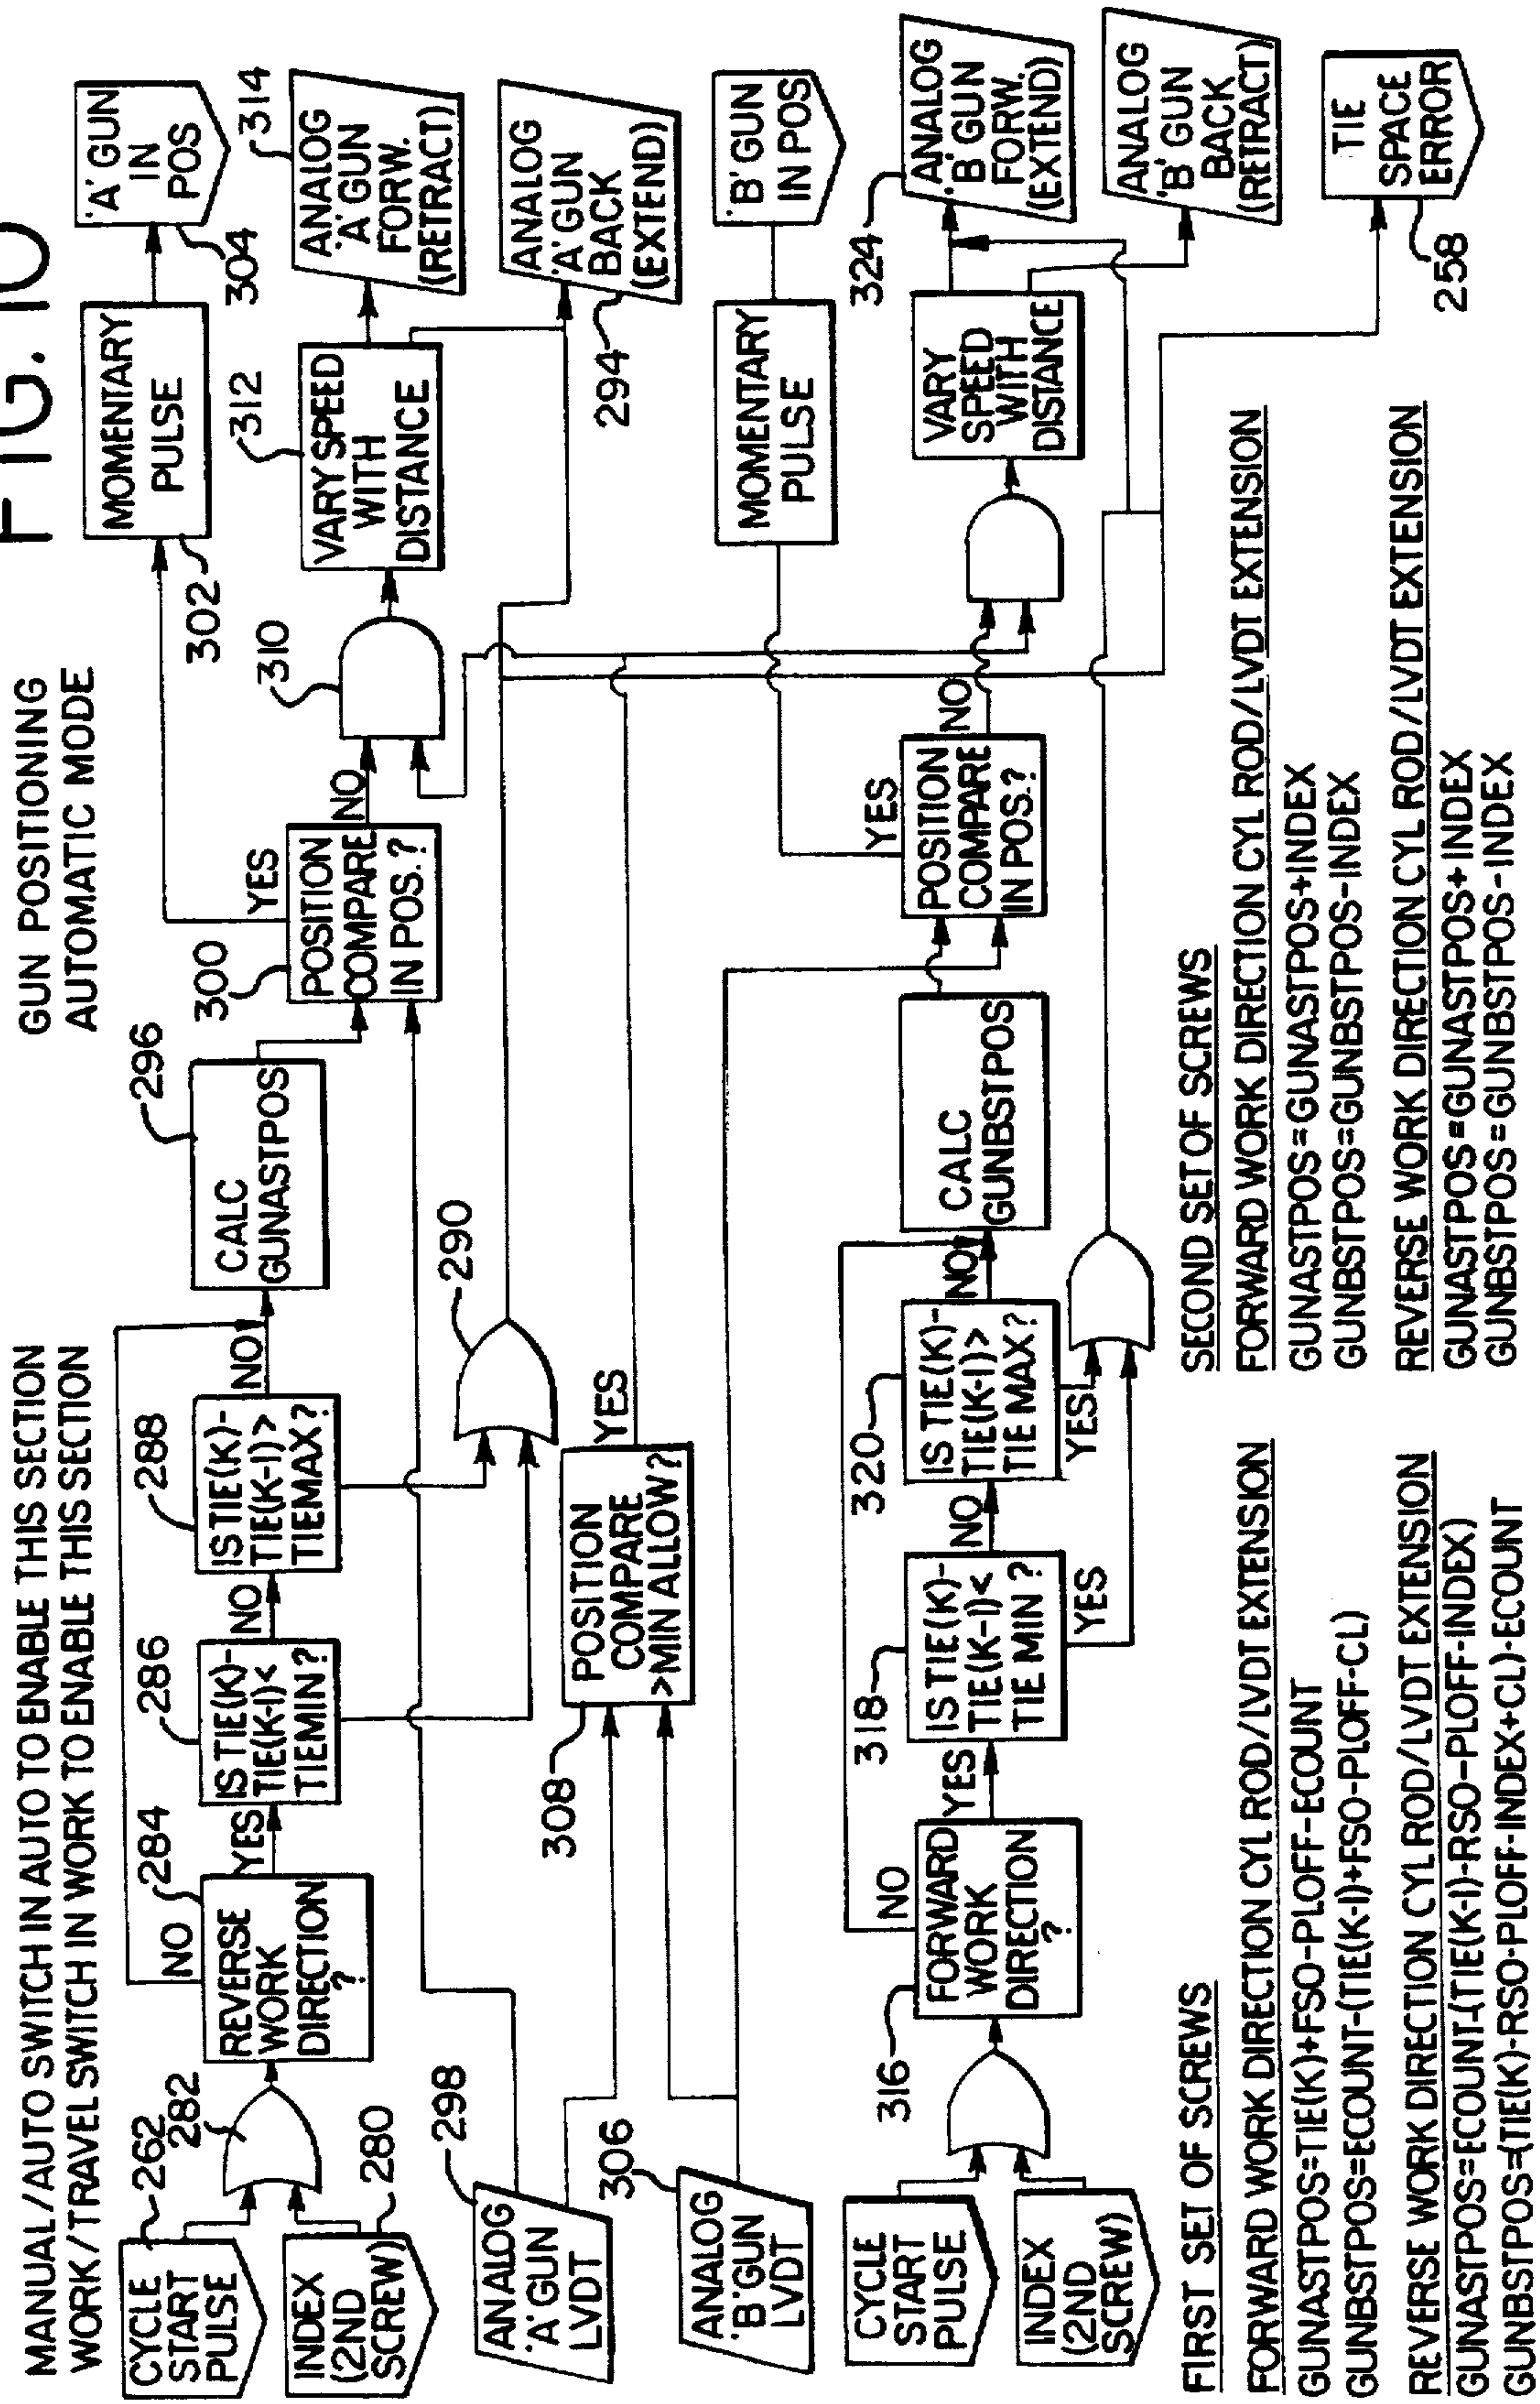 FIG. 10
GUN POSITIONING
AUTOMATIC MODE
MANUAL/AUTO SWITCH IN AUTO TO ENABLE THIS SECTION
WORK/TRAVEL SWITCH IN WORK TO ENABLE THIS SECTION
CYCLE
START
PULSE
262
282
INDEX
(2ND
SCREW)
280
REVERSE
WORK
DIRECTION
?
284
NO
YES
IS TIE(K)-
TIE(K-1)<
TIEMIN?
286
NO
IS TIE(K)-
TIE(K-1)>
TIEMAX?
288
NO
CALC
GUNASTPOS
296
290
POSITION
COMPARE
IN POS.?
300
YES
NO
MOMENTARY
PULSE
302
'A' GUN
IN
POS
304
310
VARY SPEED
WITH
DISTANCE
312
ANALOG
'A' GUN
FORW.
(RETRACT)
314
ANALOG
'A' GUN
BACK
(EXTEND)
294
ANALOG
'A' GUN
LVDT
298
ANALOG
'B' GUN
LVDT
306
POSITION
COMPARE
>MIN ALLOW?
308
YES
CYCLE
START
PULSE
INDEX
(2ND
SCREW)
FORWARD
WORK
DIRECTION
?
316
NO
YES
IS TIE(K)-
TIE(K-1)<
TIE MIN ?
318
NO
YES
IS TIE(K)-
TIE(K-1)>
TIE MAX?
320
NO
YES
CALC
GUNBSTPOS
POSITION
COMPARE
IN POS.?
YES
NO
MOMENTARY
PULSE
'B' GUN
IN POS
VARY
SPEED
WITH
DISTANCE
ANALOG
'B' GUN
FORW.
(EXTEND)
324
ANALOG
'B' GUN
BACK
(RETRACT)
TIE
SPACE
ERROR
258
FIRST SET OF SCREWS
FORWARD WORK DIRECTION CYL ROD/LVDT EXTENSION
GUNASTPOS=TIE(K)+FSO-PLOFF-ECOUNT
GUNBSTPOS=ECOUNT-(TIE(K-1)+FSO-PLOFF-CL)
REVERSE WORK DIRECTION CYL ROD/LVDT EXTENSION
GUNASTPOS=ECOUNT-(TIE(K-1)-RSO-PLOFF-INDEX)
GUNBSTPOS=(TIE(K)-RSO-PLOFF-INDEX+CL)-ECOUNT
SECOND SET OF SCREWS
FORWARD WORK DIRECTION CYL ROD/LVDT EXTENSION
GUNASTPOS=GUNASTPOS+INDEX
GUNBSTPOS=GUNBSTPOS-INDEX
REVERSE WORK DIRECTION CYL ROD/LVDT EXTENSION
GUNASTPOS=GUNASTPOS+INDEX
GUNBSTPOS=GUNBSTPOS-INDEX